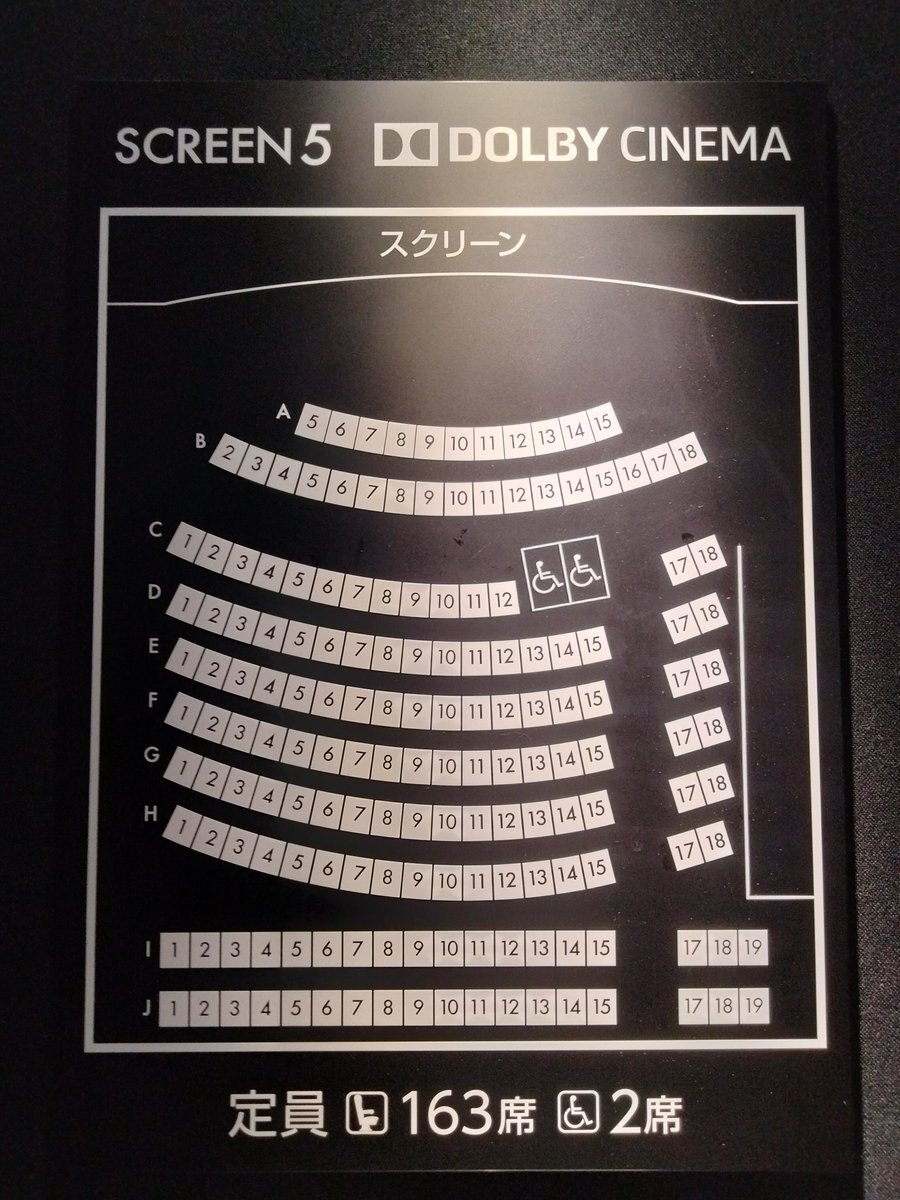 SCREEN 5 DOLBY CINEMA
スクリーン
A 5 6 7 8 9 10 11 12 13 14 15
B 2 3 4 5 6 7 8 9 10 11 12 13 14 15 16 17 18
C 1 2 3 4 5 6 7 8 9 10 11 12 17 18
D 1 2 3 4 5 6 7 8 9 10 11 12 13 14 15 17 18
E 1 2 3 4 5 6 7 8 9 10 11 12 13 14 15 17 18
F 1 2 3 4 5 6 7 8 9 10 11 12 13 14 15 17 18
G 1 2 3 4 5 6 7 8 9 10 11 12 13 14 15 17 18
H 1 2 3 4 5 6 7 8 9 10 11 12 13 14 15 17 18
I 1 2 3 4 5 6 7 8 9 10 11 12 13 14 15 17 18 19
J 1 2 3 4 5 6 7 8 9 10 11 12 13 14 15 17 18 19
定員 163席 2席